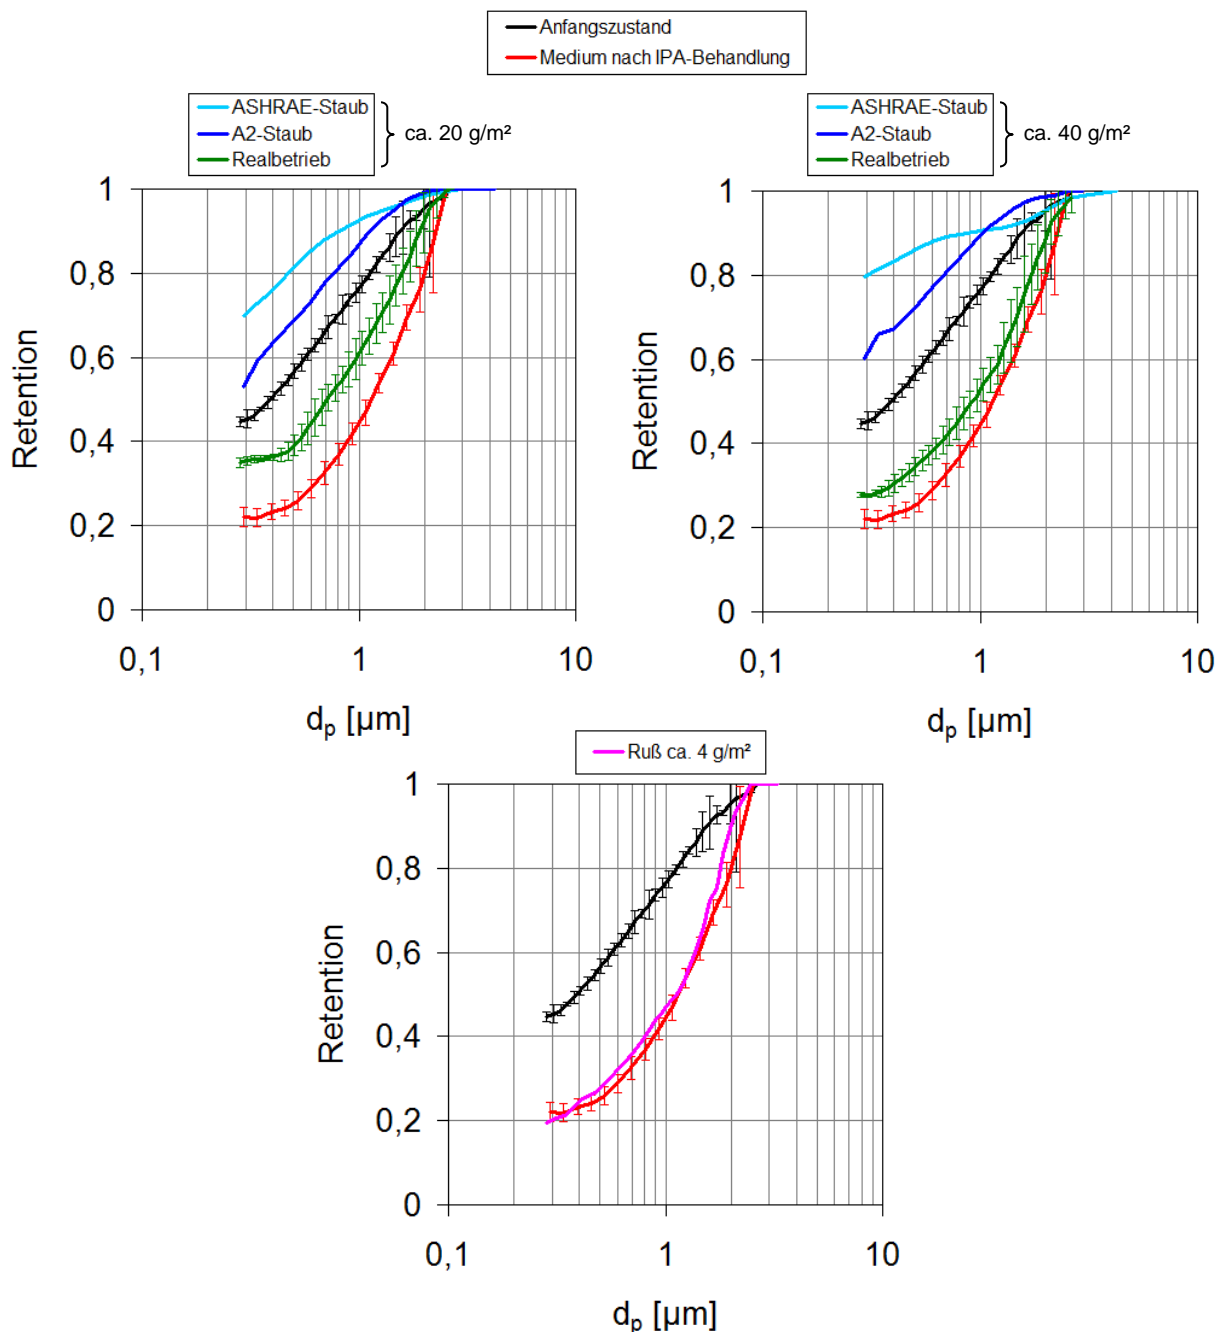 Anfangszustand
Medium nach IPA-Behandlung
ASHRAE-Staub
A2-Staub
Realbetrieb
ca. 20 g/m²
ASHRAE-Staub
A2-Staub
Realbetrieb
ca. 40 g/m²
1
0,8
0,6
0,4
0,2
0
Retention
0,1
1
10
dp [µm]
1
0,8
0,6
0,4
0,2
0
Retention
0,1
1
10
dp [µm]
Ruß ca. 4 g/m²
1
0,8
0,6
0,4
0,2
0
Retention
0,1
1
10
dp [µm]